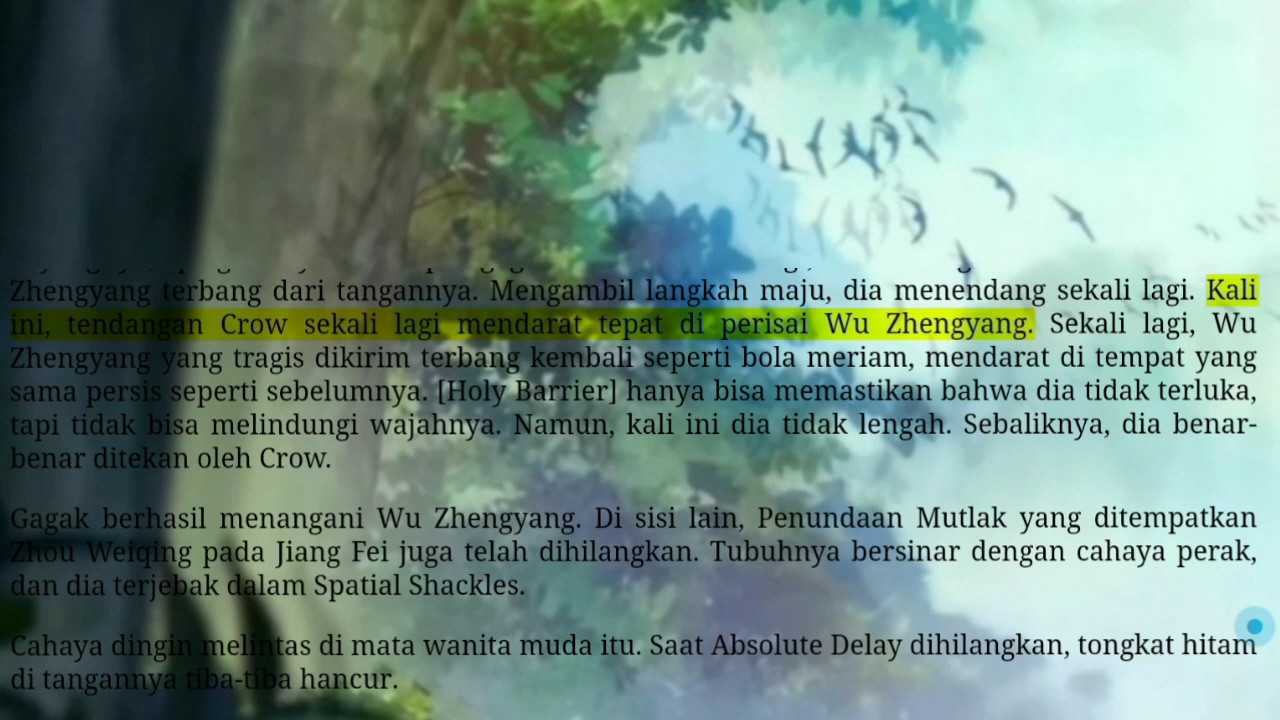 Zhengyang terbang dari tangannya. Mengambil langkah maju, dia menendang sekali lagi. Kali
ini, tendangan Crow sekali lagi mendarat tepat di perisai Wu Zhengyang. Sekali lagi, Wu
Zhengyang yang tragis dikirim terbang kembali seperti bola meriam, mendarat di tempat yang
sama persis seperti sebelumnya. [Holy Barrier] hanya bisa memastikan bahwa dia tidak terluka,
tapi tidak bisa melindungi wajahnya. Namun, kali ini dia tidak lengah. Sebaliknya, dia benar-
benar ditekan oleh Crow.
Gagak berhasil menangani Wu Zhengyang. Di sisi lain, Penundaan Mutlak yang ditempatkan
Zhou Weiqing pada Jiang Fei juga telah dihilangkan. Tubuhnya bersinar dengan cahaya perak,
dan dia terjebak dalam Spatial Shackles.
Cahaya dingin melintas di mata wanita muda itu. Saat Absolute Delay dihilangkan, tongkat hitam
di tangannya tiba-tiba hancur.